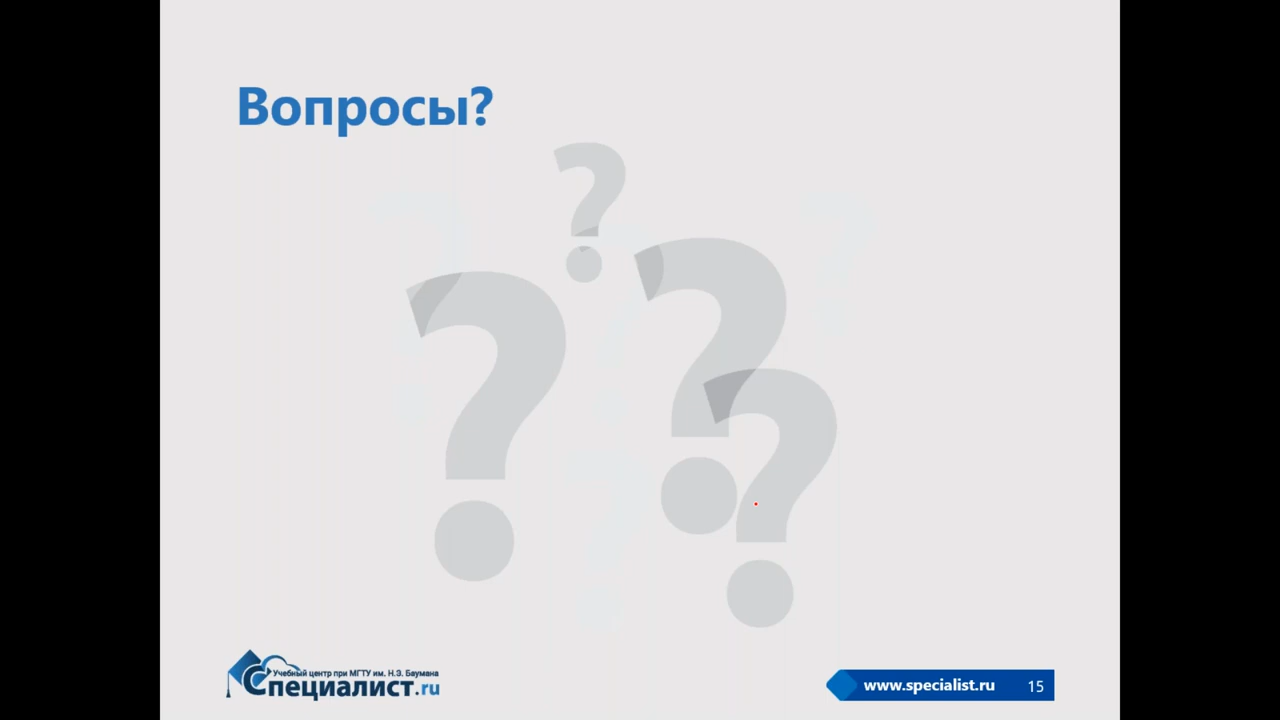 Вопросы?
?
?
?
?
Учебный центр при МГТУ им. Н.Э. Баумана
Специалист.ru
www.specialist.ru 15